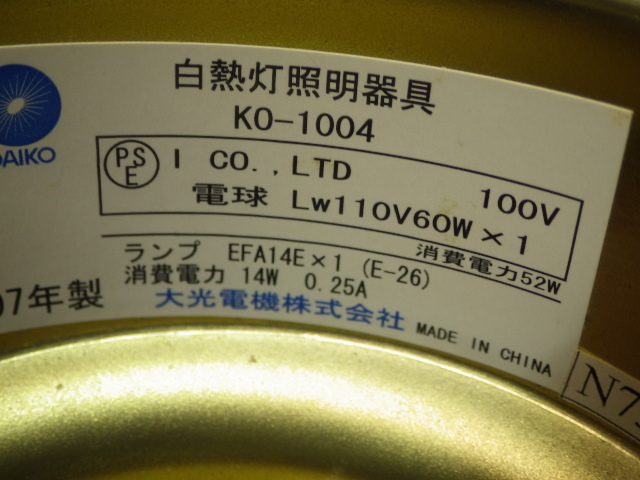 白熱灯照明器具
KO-1004
DAIKO
PSE I CO.,LTD 100V
電球 Lw110V60W×1
消費電力52W
ランプ EFA14E×1 (E-26)
消費電力 14W 0.25A
07年製 大光電機株式会社
MADE IN CHINA